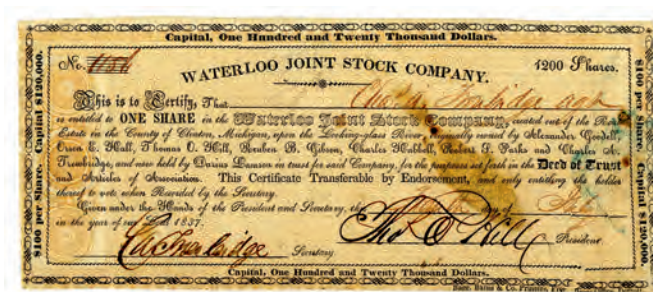 Capital, One Hundred and Twenty Thousand Dollars.
No. 1200 Shares.
WATERLOO JOINT STOCK COMPANY.
This is to Certify, That
is entitled to ONE SHARE in the Waterloo Joint Stock Company, created out of the Real
Estate in the County of Clinton, Michigan, upon the Looking-glass River, originally owned by Alexander Goodell,
Orren E. Hall, Thomas O. Hill, Reuben B. Gibson, Charles Hubbell, Robert S. Parks and Charles A.
Trowbridge, and now held by Darius Lamson in trust for said Company, for the purposes set forth in the Deed of Trust
and Articles of Association. This Certificate Transferable by Endorsement, and only entitling the holder
thereof to vote when Recorded by the Secretary.
Given under the Hands of the President and Secretary, the
in the year of our Lord 1837.
Tho O Hill President
CA Trowbridge Secretary
Capital, One Hundred and Twenty Thousand Dollars.
$100 per Share. Capital $120,000.
$100 per Share. Capital $120,000.